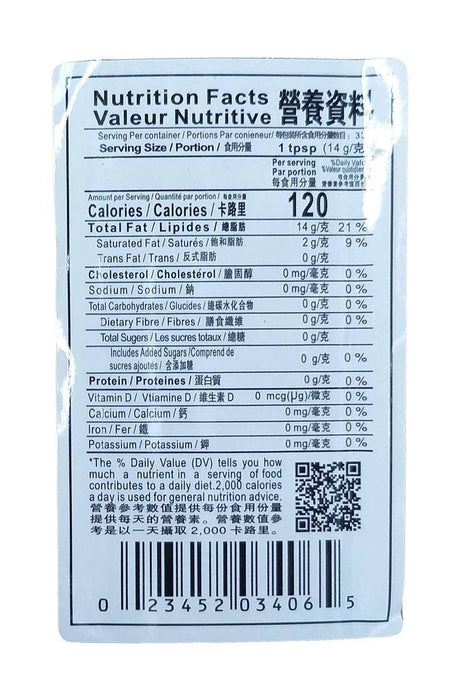 Nutrition Facts 營養資料
Valeur Nutritive
Serving Per container / Portions Par conieneur/ 每包裝所含食用分量數目：
Serving Size / Portion / 食用分量 1 tpsp (14 g/克
Per serving %Daily Value
Par portion %Valeur quotidien
每食用分量
Amount per Serving / Quantité par portion / 每食用分量
Calories / Calories / 卡路里 120
Total Fat / Lipides / 總脂肪 14 g/克 21 %
Saturated Fat / Saturés / 飽和脂肪 2 g/克 9 %
Trans Fat / Trans / 反式脂肪 0 g/克
Cholesterol / Cholestérol / 膽固醇 0 mg/毫克 0 %
Sodium / Sodium / 鈉 0 mg/毫克 0 %
Total Carbohydrates / Glucides / 總碳水化合物 0 g/克 0 %
Dietary Fibre / Fibres / 膳食纖維 0 g/克 0 %
Total Sugars / Les sucres totaux / 總糖 0 g/克
Includes Added Sugars /Comprend de
sucres ajoutés / 含添加糖 0 g/克 0 %
Protein / Proteines / 蛋白質 0 g/克 0 %
Vitamin D / Vtiamine D / 維生素 D 0 mcg(μg)/微克 0 %
Calcium / Calcium / 鈣 0 mg/毫克 0 %
Iron / Fer / 鐵 0 mg/毫克 0 %
Potassium / Potassium / 鉀 0 mg/毫克 0 %
*The % Daily Value (DV) tells you how
much a nutrient in a serving of food
contributes to a daily diet.2,000 calories
a day is used for general nutrition advice.
營養參考數值提供每份食用分量
提供每天的營養素。營養數值參
考是以一天攝取 2,000 卡路里。
0 23452 03406 5